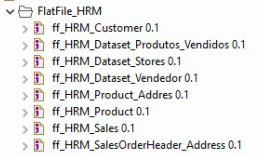 FlatFile_HRM
ff_HRM_Customer 0.1
ff_HRM_Dataset_Produtos_Vendidos 0.1
ff_HRM_Dataset_Stores 0.1
ff_HRM_Dataset_Vendedor 0.1
ff_HRM_Product_Addres 0.1
ff_HRM_Product 0.1
ff_HRM_Sales 0.1
ff_HRM_SalesOrderHeader_Address 0.1